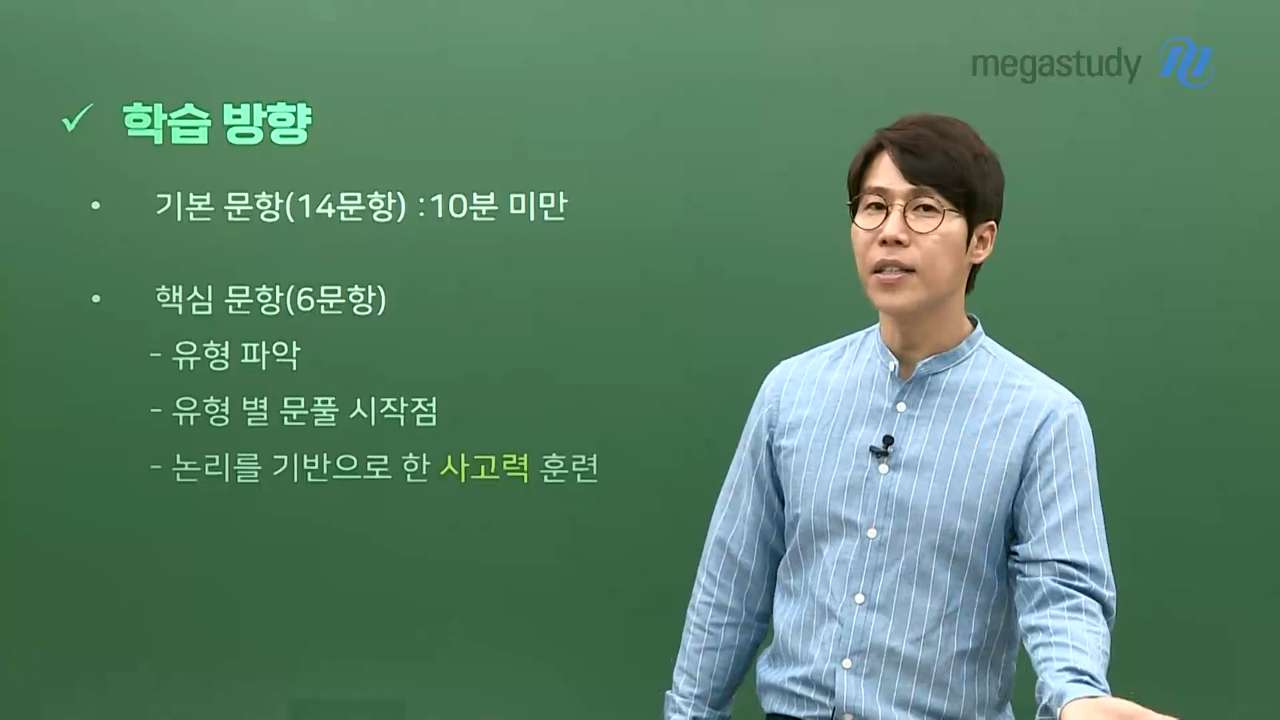 megastudy
✓ 학습 방향
• 기본 문항(14문항) :10분 미만
• 핵심 문항(6문항)
- 유형 파악
- 유형 별 문풀 시작점
- 논리를 기반으로 한 사고력 훈련